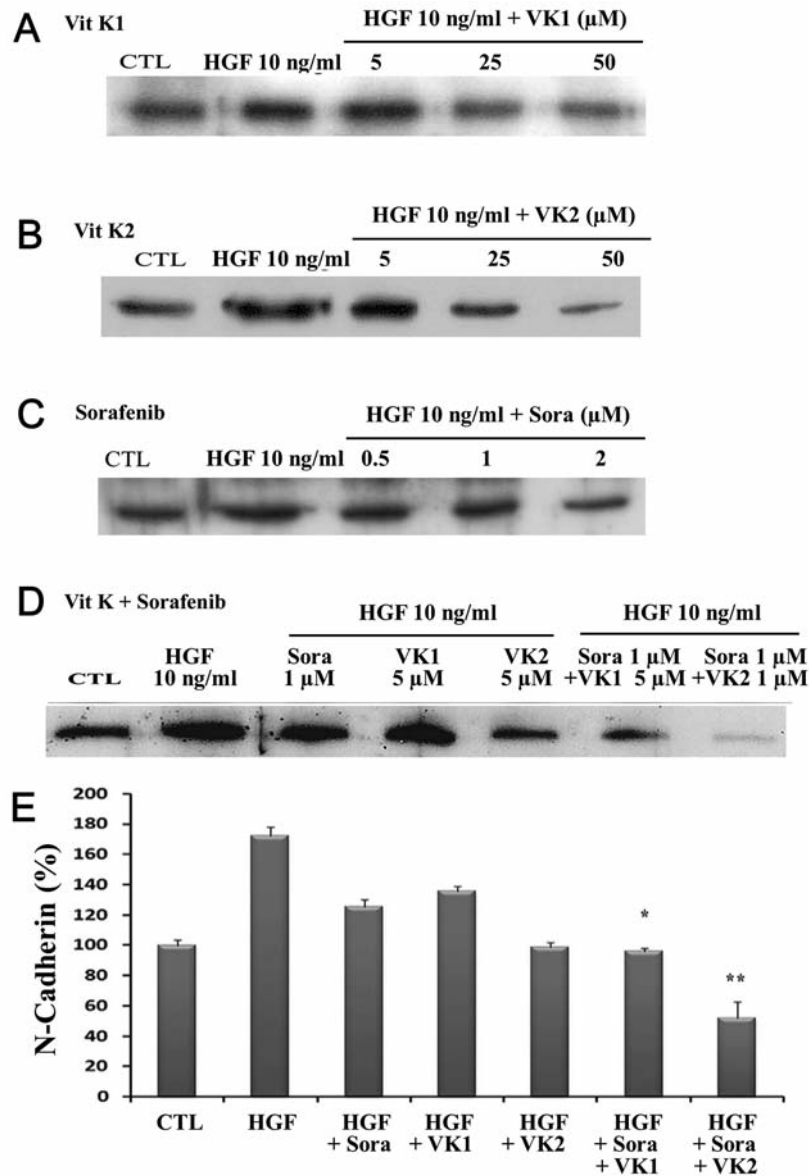 A Vit K1
HGF 10 ng/ml + VK1 (µM)
CTL HGF 10 ng/ml 5 25 50
B Vit K2
HGF 10 ng/ml + VK2 (µM)
CTL HGF 10 ng/ml 5 25 50
C Sorafenib
HGF 10 ng/ml + Sora (µM)
CTL HGF 10 ng/ml 0.5 1 2
D Vit K + Sorafenib
HGF 10 ng/ml HGF 10 ng/ml
HGF Sora VK1 VK2 Sora 1 µM Sora 1 µM
CTL 10 ng/ml 1 µM 5 µM 5 µM +VK1 5 µM +VK2 1 µM
E
N-Cadherin (%)
200
180
160
140
120
100
80
60
40
20
0
* **
CTL HGF HGF HGF HGF HGF HGF
+ Sora + VK1 + VK2 + Sora + Sora
+ VK1 + VK2